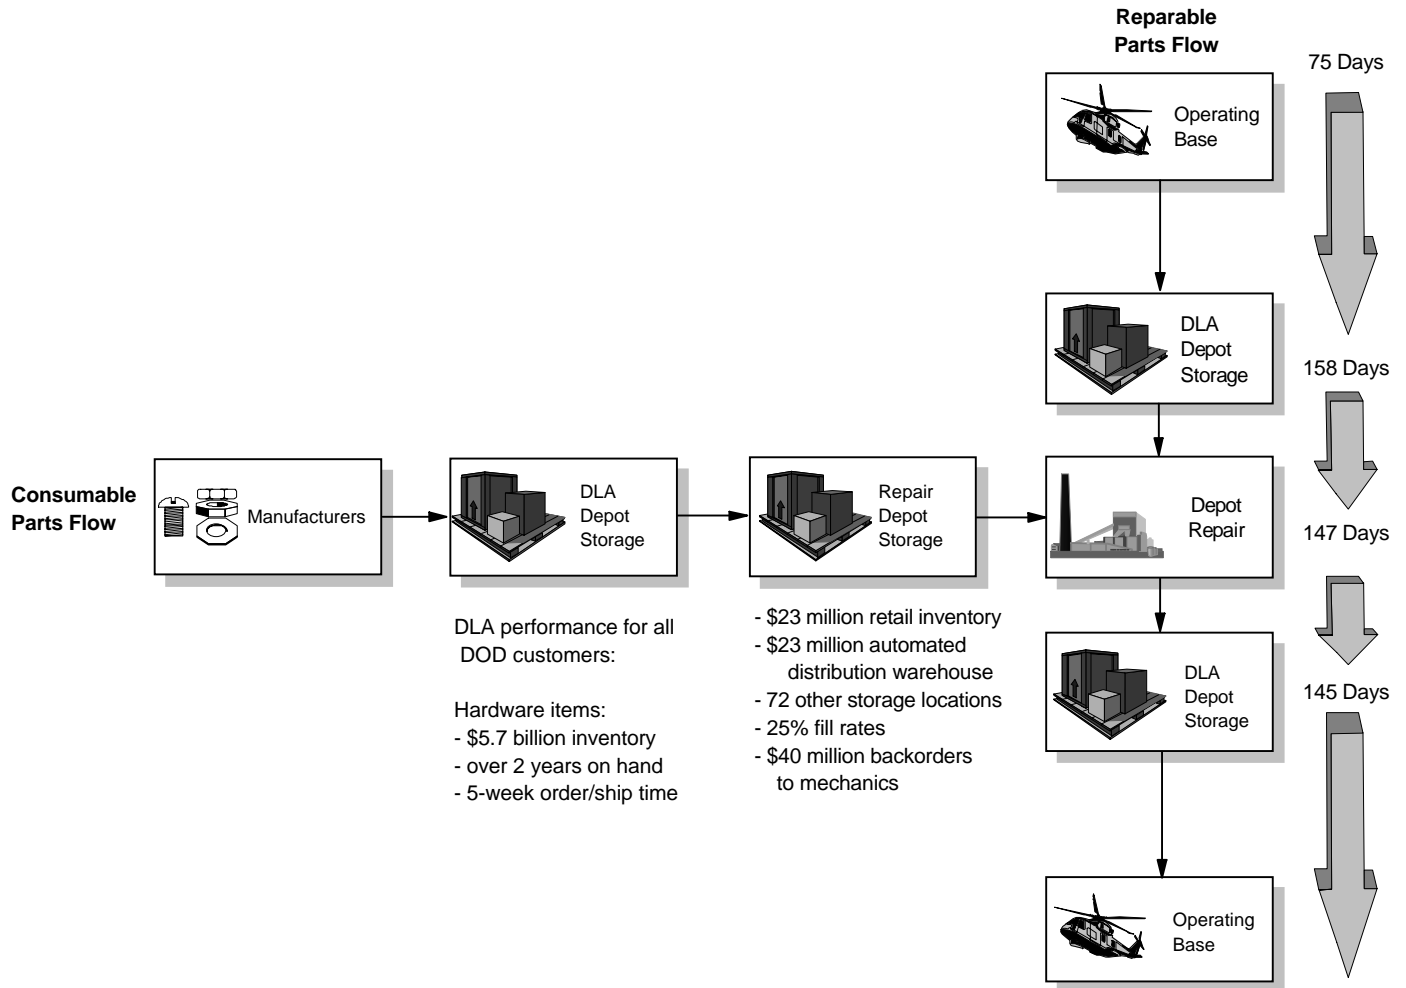 Reparable
Parts Flow
75 Days
Operating
Base
DLA
Depot
Storage
158 Days
Consumable
Parts Flow
Manufacturers
DLA
Depot
Storage
Repair
Depot
Storage
Depot
Repair
147 Days
DLA performance for all
DOD customers:
Hardware items:
- $5.7 billion inventory
- over 2 years on hand
- 5-week order/ship time
- $23 million retail inventory
- $23 million automated
distribution warehouse
- 72 other storage locations
- 25% fill rates
- $40 million backorders
to mechanics
DLA
Depot
Storage
145 Days
Operating
Base